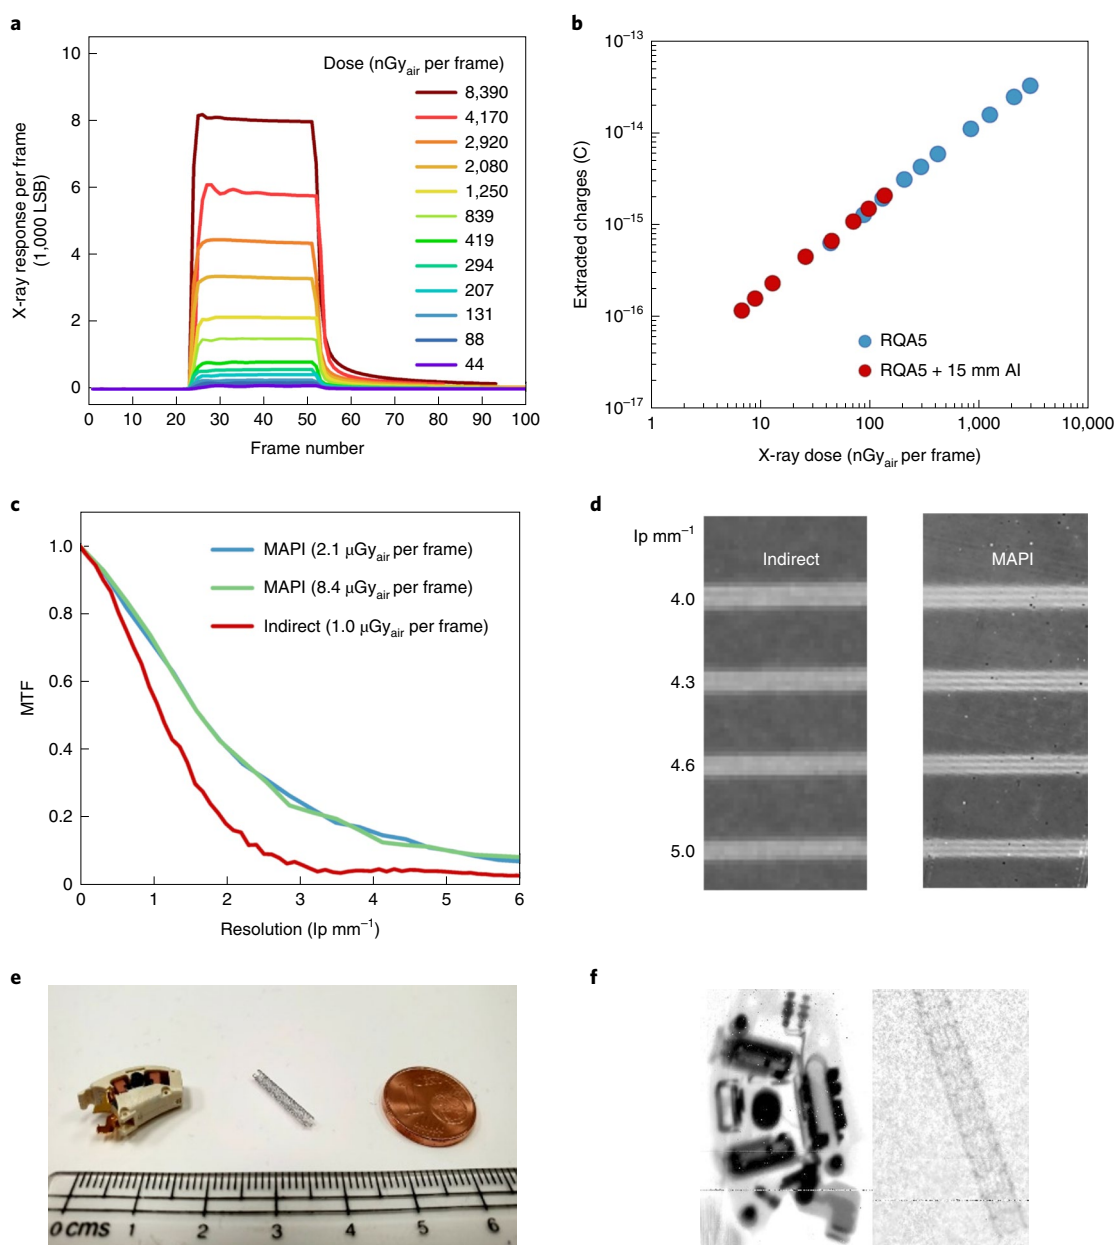 a
X-ray response per frame
(1,000 LSB)
10
8
6
4
2
0
0 10 20 30 40 50 60 70 80 90 100
Frame number
Dose (nGyair per frame)
8,390
4,170
2,920
2,080
1,250
839
419
294
207
131
88
44
b
Extracted charges (C)
10−13
10−14
10−15
10−16
10−17
1 10 100 1,000 10,000
X-ray dose (nGyair per frame)
RQA5
RQA5 + 15 mm Al
c
MTF
1.0
0.8
0.6
0.4
0.2
0
0 1 2 3 4 5 6
Resolution (lp mm−1)
MAPI (2.1 μGyair per frame)
MAPI (8.4 μGyair per frame)
Indirect (1.0 μGyair per frame)
d
lp mm−1
Indirect
MAPI
4.0
4.3
4.6
5.0
e
0 cms 1 2 3 4 5 6
f